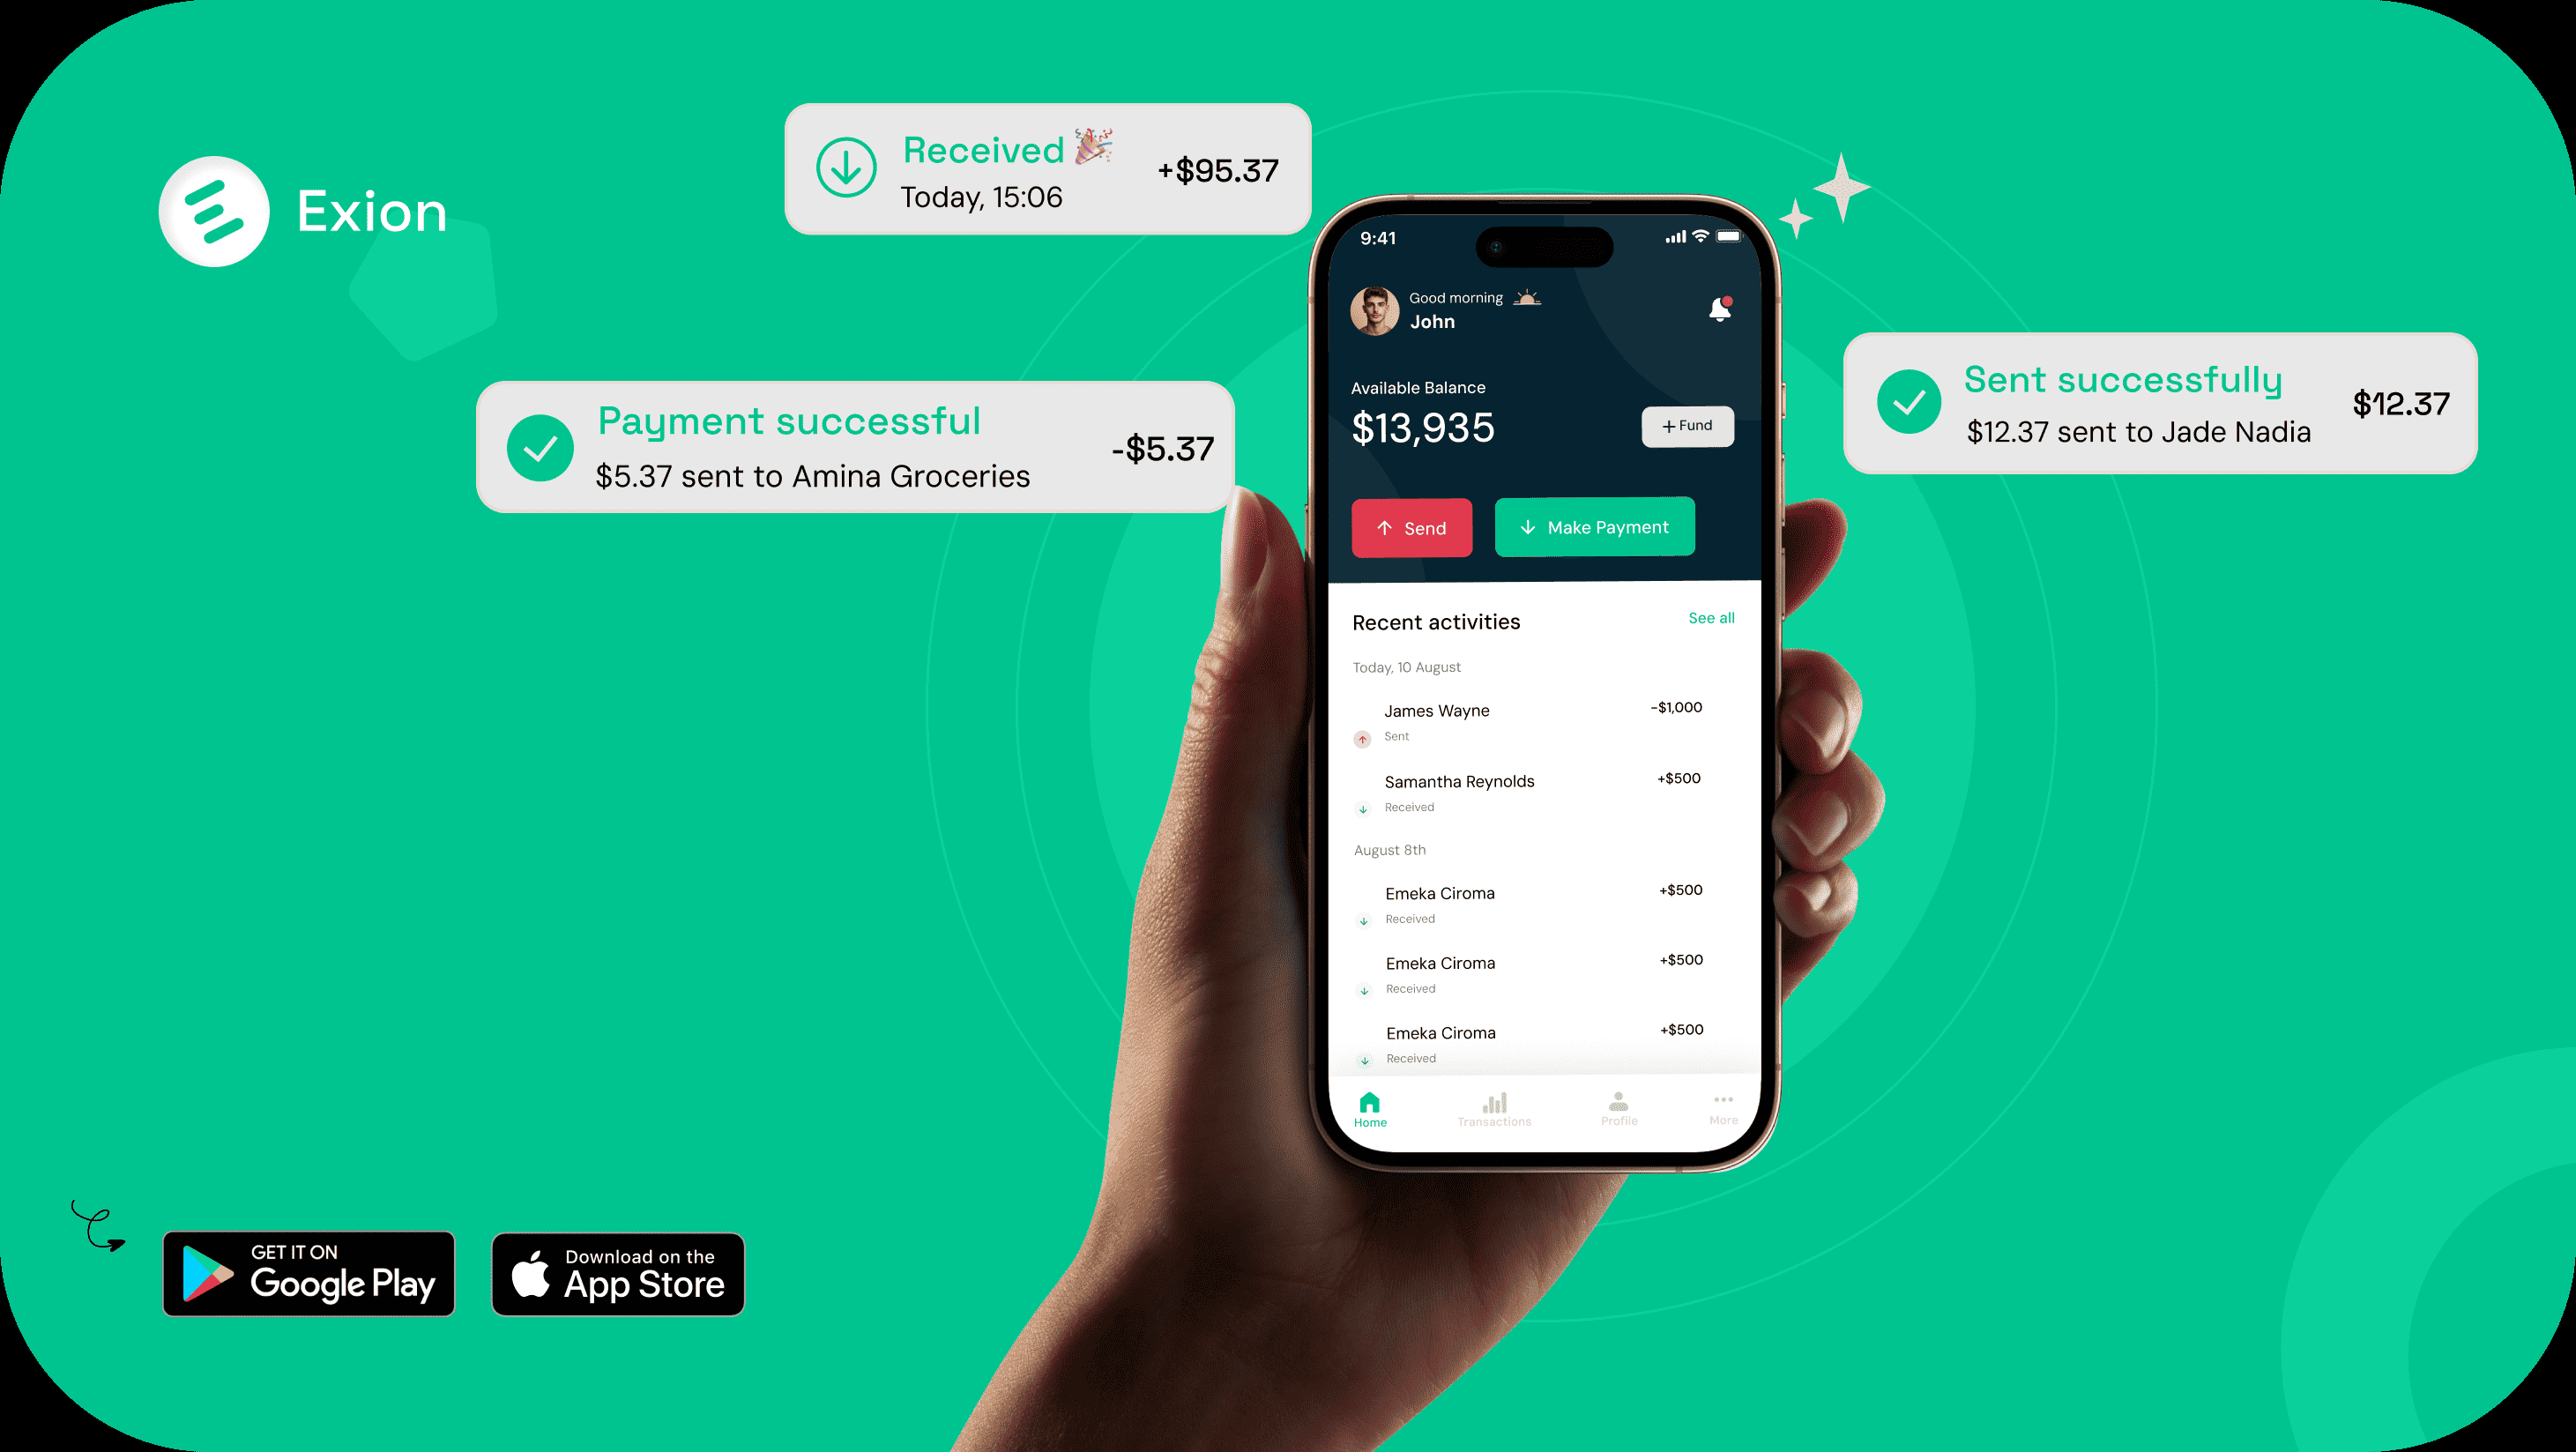 Exion
Received 🎉
Today, 15:06
+$95.37
Payment successful
$5.37 sent to Amina Groceries
-$5.37
Sent successfully
$12.37 sent to Jade Nadia
$12.37
9:41
Good morning
John
Available Balance
$13,935
+ Fund
↑ Send
↓ Make Payment
Recent activities
See all
Today, 10 August
James Wayne
-$1,000
Sent
Samantha Reynolds
+$500
Received
August 8th
Emeka Ciroma
+$500
Received
Emeka Ciroma
+$500
Received
Emeka Ciroma
+$500
Received
Home
Transactions
Profile
More
GET IT ON
Google Play
Download on the
App Store